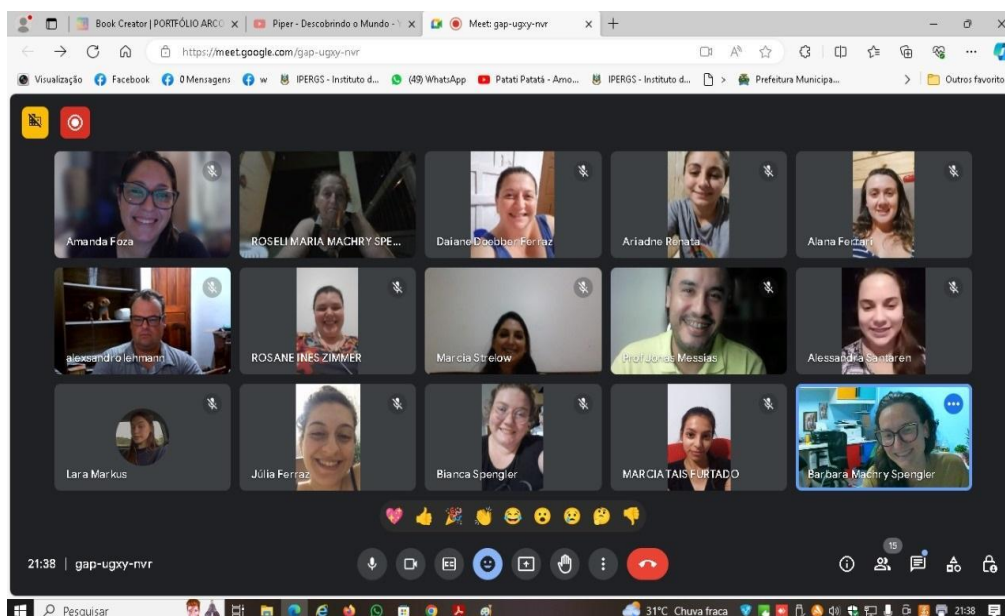 Book Creator | PORTFÓLIO ARCO
Piper - Descobrindo o Mundo - Y
Meet: gap-ugxy-nvr
https://meet.google.com/gap-ugxy-nvr
Visualização
Facebook
0 Mensagens
w
IPERGS - Instituto d...
(49) WhatsApp
Patati Patatá - Amo...
IPERGS - Instituto d...
Prefeitura Municipa...
Outros favorito
Amanda Foza
ROSELI MARIA MACHRY SPE...
Daiane Doebber Ferraz
Ariadne Renata
Alana Ferrari
alexsandro lehmann
ROSANE INES ZIMMER
Marcia Strelow
Prof Jonas Messias
Alessandra Santaren
Lara Markus
Júlia Ferraz
Bianca Spengler
MARCIA TAIS FURTADO
Barbara Machry Spengler
21:38 | gap-ugxy-nvr
15
Pesquisar
31°C Chuva fraca
21:38